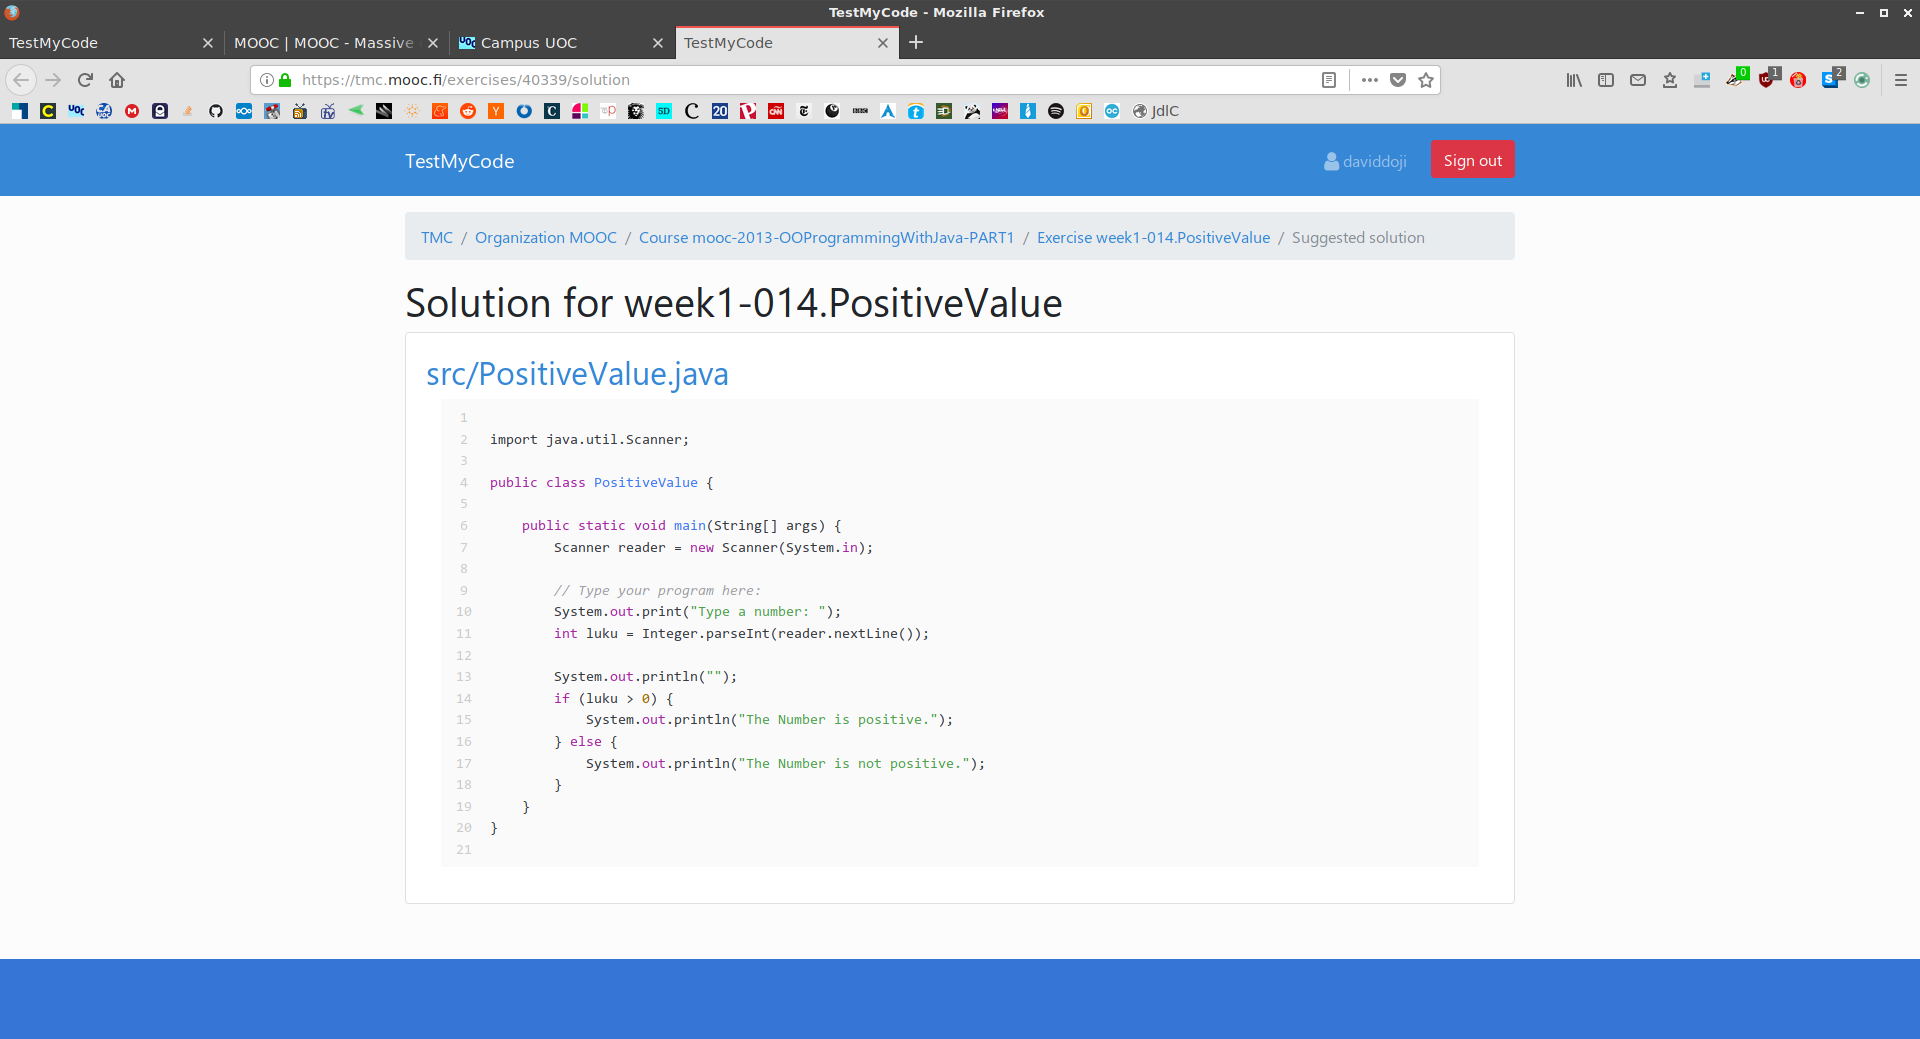 TestMyCode - Mozilla Firefox
TestMyCode
MOOC | MOOC - Massive
Campus UOC
TestMyCode
https://tmc.mooc.fi/exercises/40339/solution
0
1
2
JdlC
TestMyCode
daviddoji
Sign out
TMC / Organization MOOC / Course mooc-2013-OOProgrammingWithJava-PART1 / Exercise week1-014.PositiveValue / Suggested solution
Solution for week1-014.PositiveValue
src/PositiveValue.java
1
2 import java.util.Scanner;
3
4 public class PositiveValue {
5
6     public static void main(String[] args) {
7         Scanner reader = new Scanner(System.in);
8
9         // Type your program here:
10         System.out.print("Type a number: ");
11         int luku = Integer.parseInt(reader.nextLine());
12
13         System.out.println("");
14         if (luku > 0) {
15             System.out.println("The Number is positive.");
16         } else {
17             System.out.println("The Number is not positive.");
18         }
19     }
20 }
21